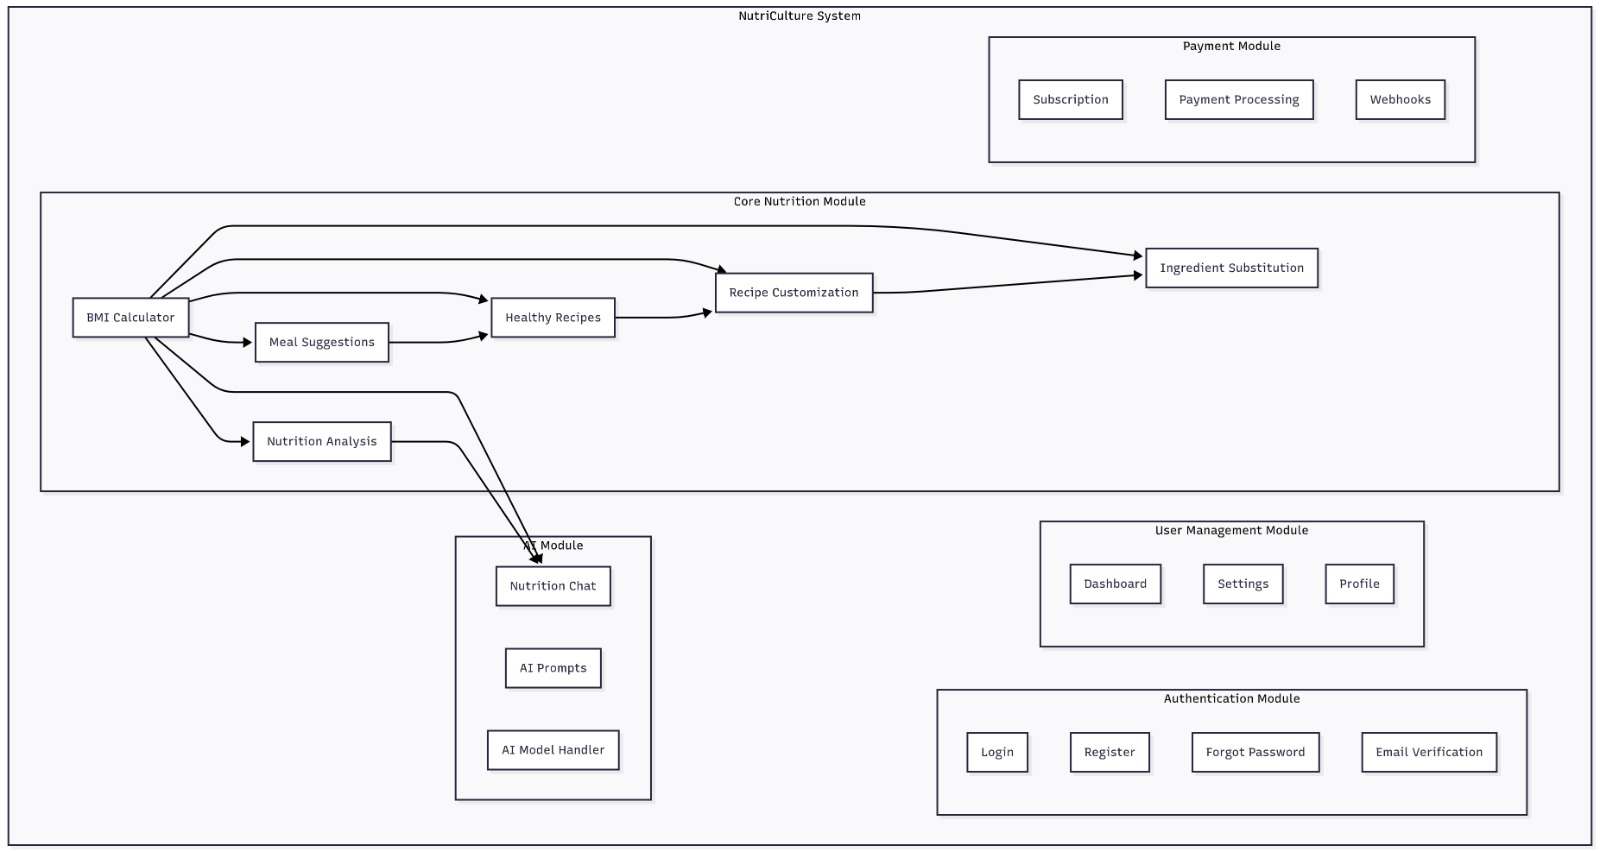 NutriCulture System
Payment Module
Subscription
Payment Processing
Webhooks
Core Nutrition Module
BMI Calculator
Meal Suggestions
Healthy Recipes
Recipe Customization
Ingredient Substitution
Nutrition Analysis
AI Module
Nutrition Chat
AI Prompts
AI Model Handler
User Management Module
Dashboard
Settings
Profile
Authentication Module
Login
Register
Forgot Password
Email Verification